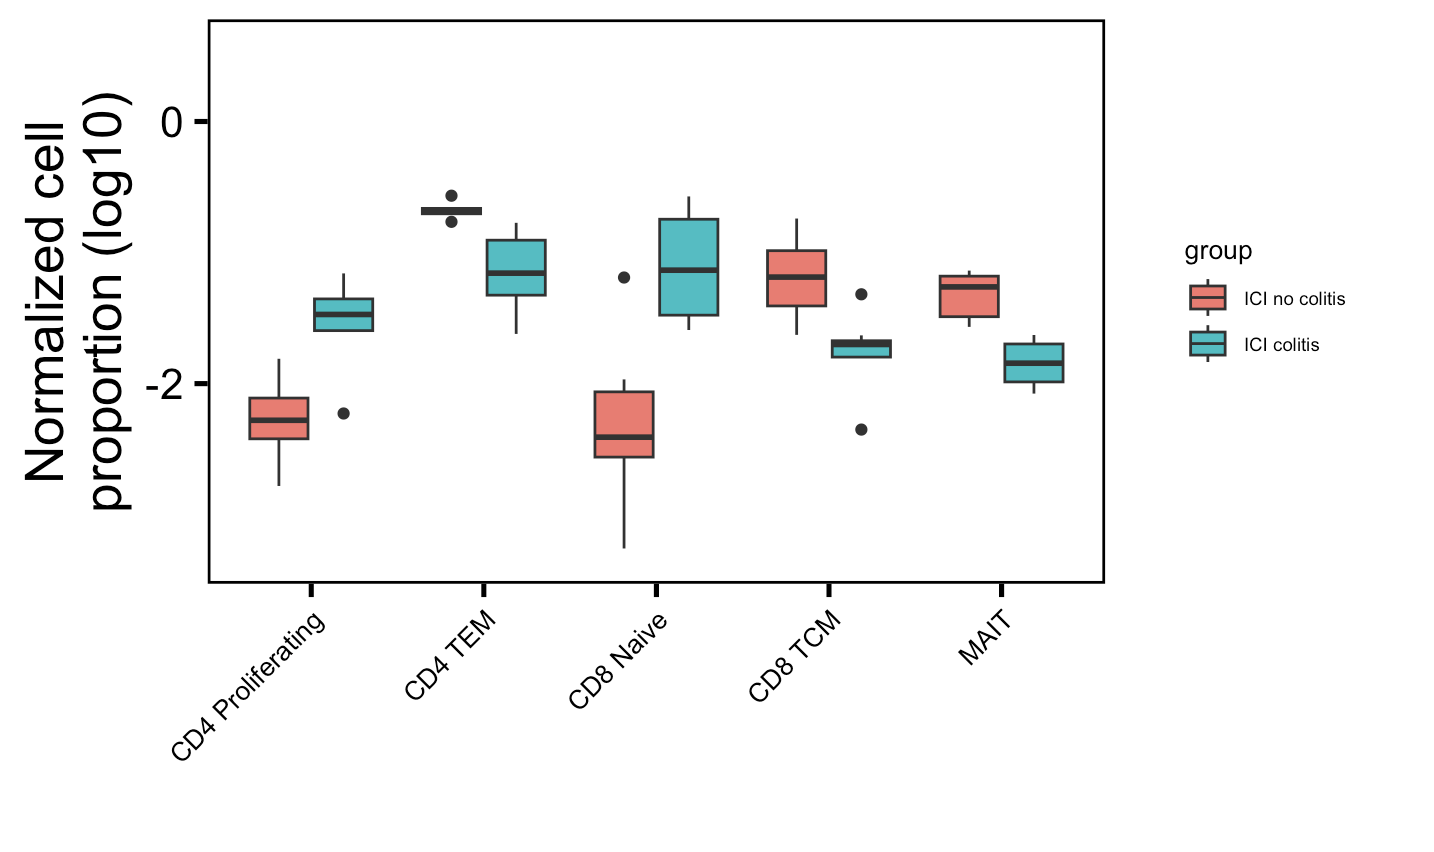 Normalized cell
proportion (log10)
0
-2
CD4 Proliferating
CD4 TEM
CD8 Naive
CD8 TCM
MAIT
group
ICI no colitis
ICI colitis